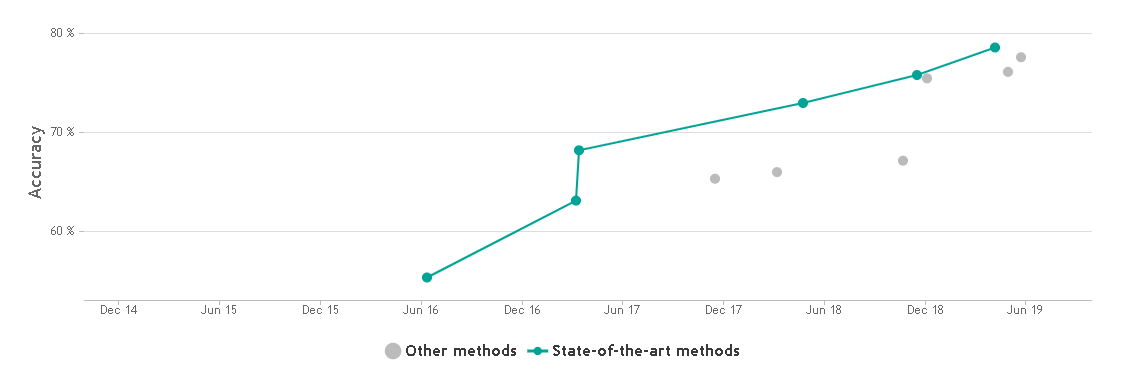 80 %
70 %
60 %
Accuracy
Dec 14 Jun 15 Dec 15 Jun 16 Dec 16 Jun 17 Dec 17 Jun 18 Dec 18 Jun 19
Other methods State-of-the-art methods